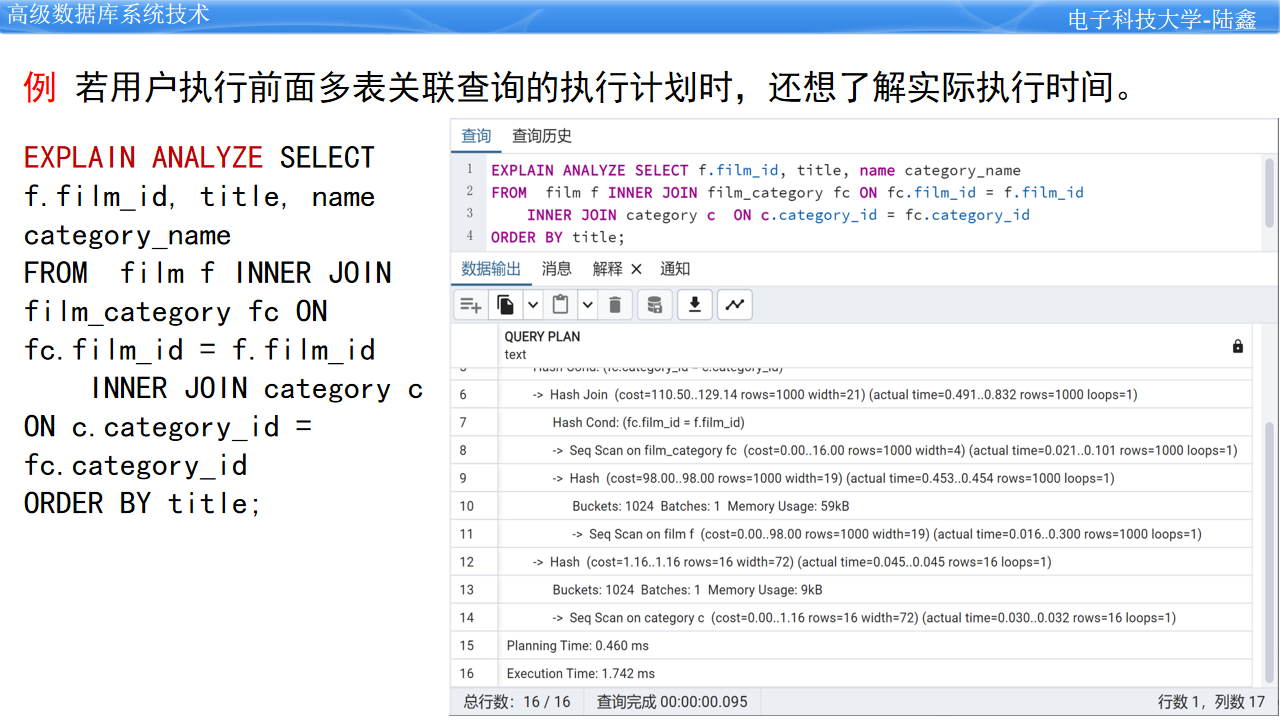 高级数据库系统技术
电子科技大学-陆鑫
例 若用户执行前面多表关联查询的执行计划时，还想了解实际执行时间。
EXPLAIN ANALYZE SELECT
f.film_id, title, name
category_name
FROM  film f INNER JOIN
film_category fc ON
fc.film_id = f.film_id
    INNER JOIN category c
ON c.category_id =
fc.category_id
ORDER BY title;
查询 查询历史
1 EXPLAIN ANALYZE SELECT f.film_id, title, name category_name
2 FROM  film f INNER JOIN film_category fc ON fc.film_id = f.film_id
3     INNER JOIN category c  ON c.category_id = fc.category_id
4 ORDER BY title;
数据输出 消息 解释 × 通知
QUERY PLAN
text
5 Hash Cond: (fc.category_id = c.category_id)
6 -> Hash Join (cost=110.50..129.14 rows=1000 width=21) (actual time=0.491..0.832 rows=1000 loops=1)
7 Hash Cond: (fc.film_id = f.film_id)
8 -> Seq Scan on film_category fc (cost=0.00..16.00 rows=1000 width=4) (actual time=0.021..0.101 rows=1000 loops=1)
9 -> Hash (cost=98.00..98.00 rows=1000 width=19) (actual time=0.453..0.454 rows=1000 loops=1)
10 Buckets: 1024 Batches: 1 Memory Usage: 59kB
11 -> Seq Scan on film f (cost=0.00..98.00 rows=1000 width=19) (actual time=0.016..0.300 rows=1000 loops=1)
12 -> Hash (cost=1.16..1.16 rows=16 width=72) (actual time=0.045..0.045 rows=16 loops=1)
13 Buckets: 1024 Batches: 1 Memory Usage: 9kB
14 -> Seq Scan on category c (cost=0.00..1.16 rows=16 width=72) (actual time=0.030..0.032 rows=16 loops=1)
15 Planning Time: 0.460 ms
16 Execution Time: 1.742 ms
总行数：16 / 16 查询完成 00:00:00.095 行数 1，列数 17